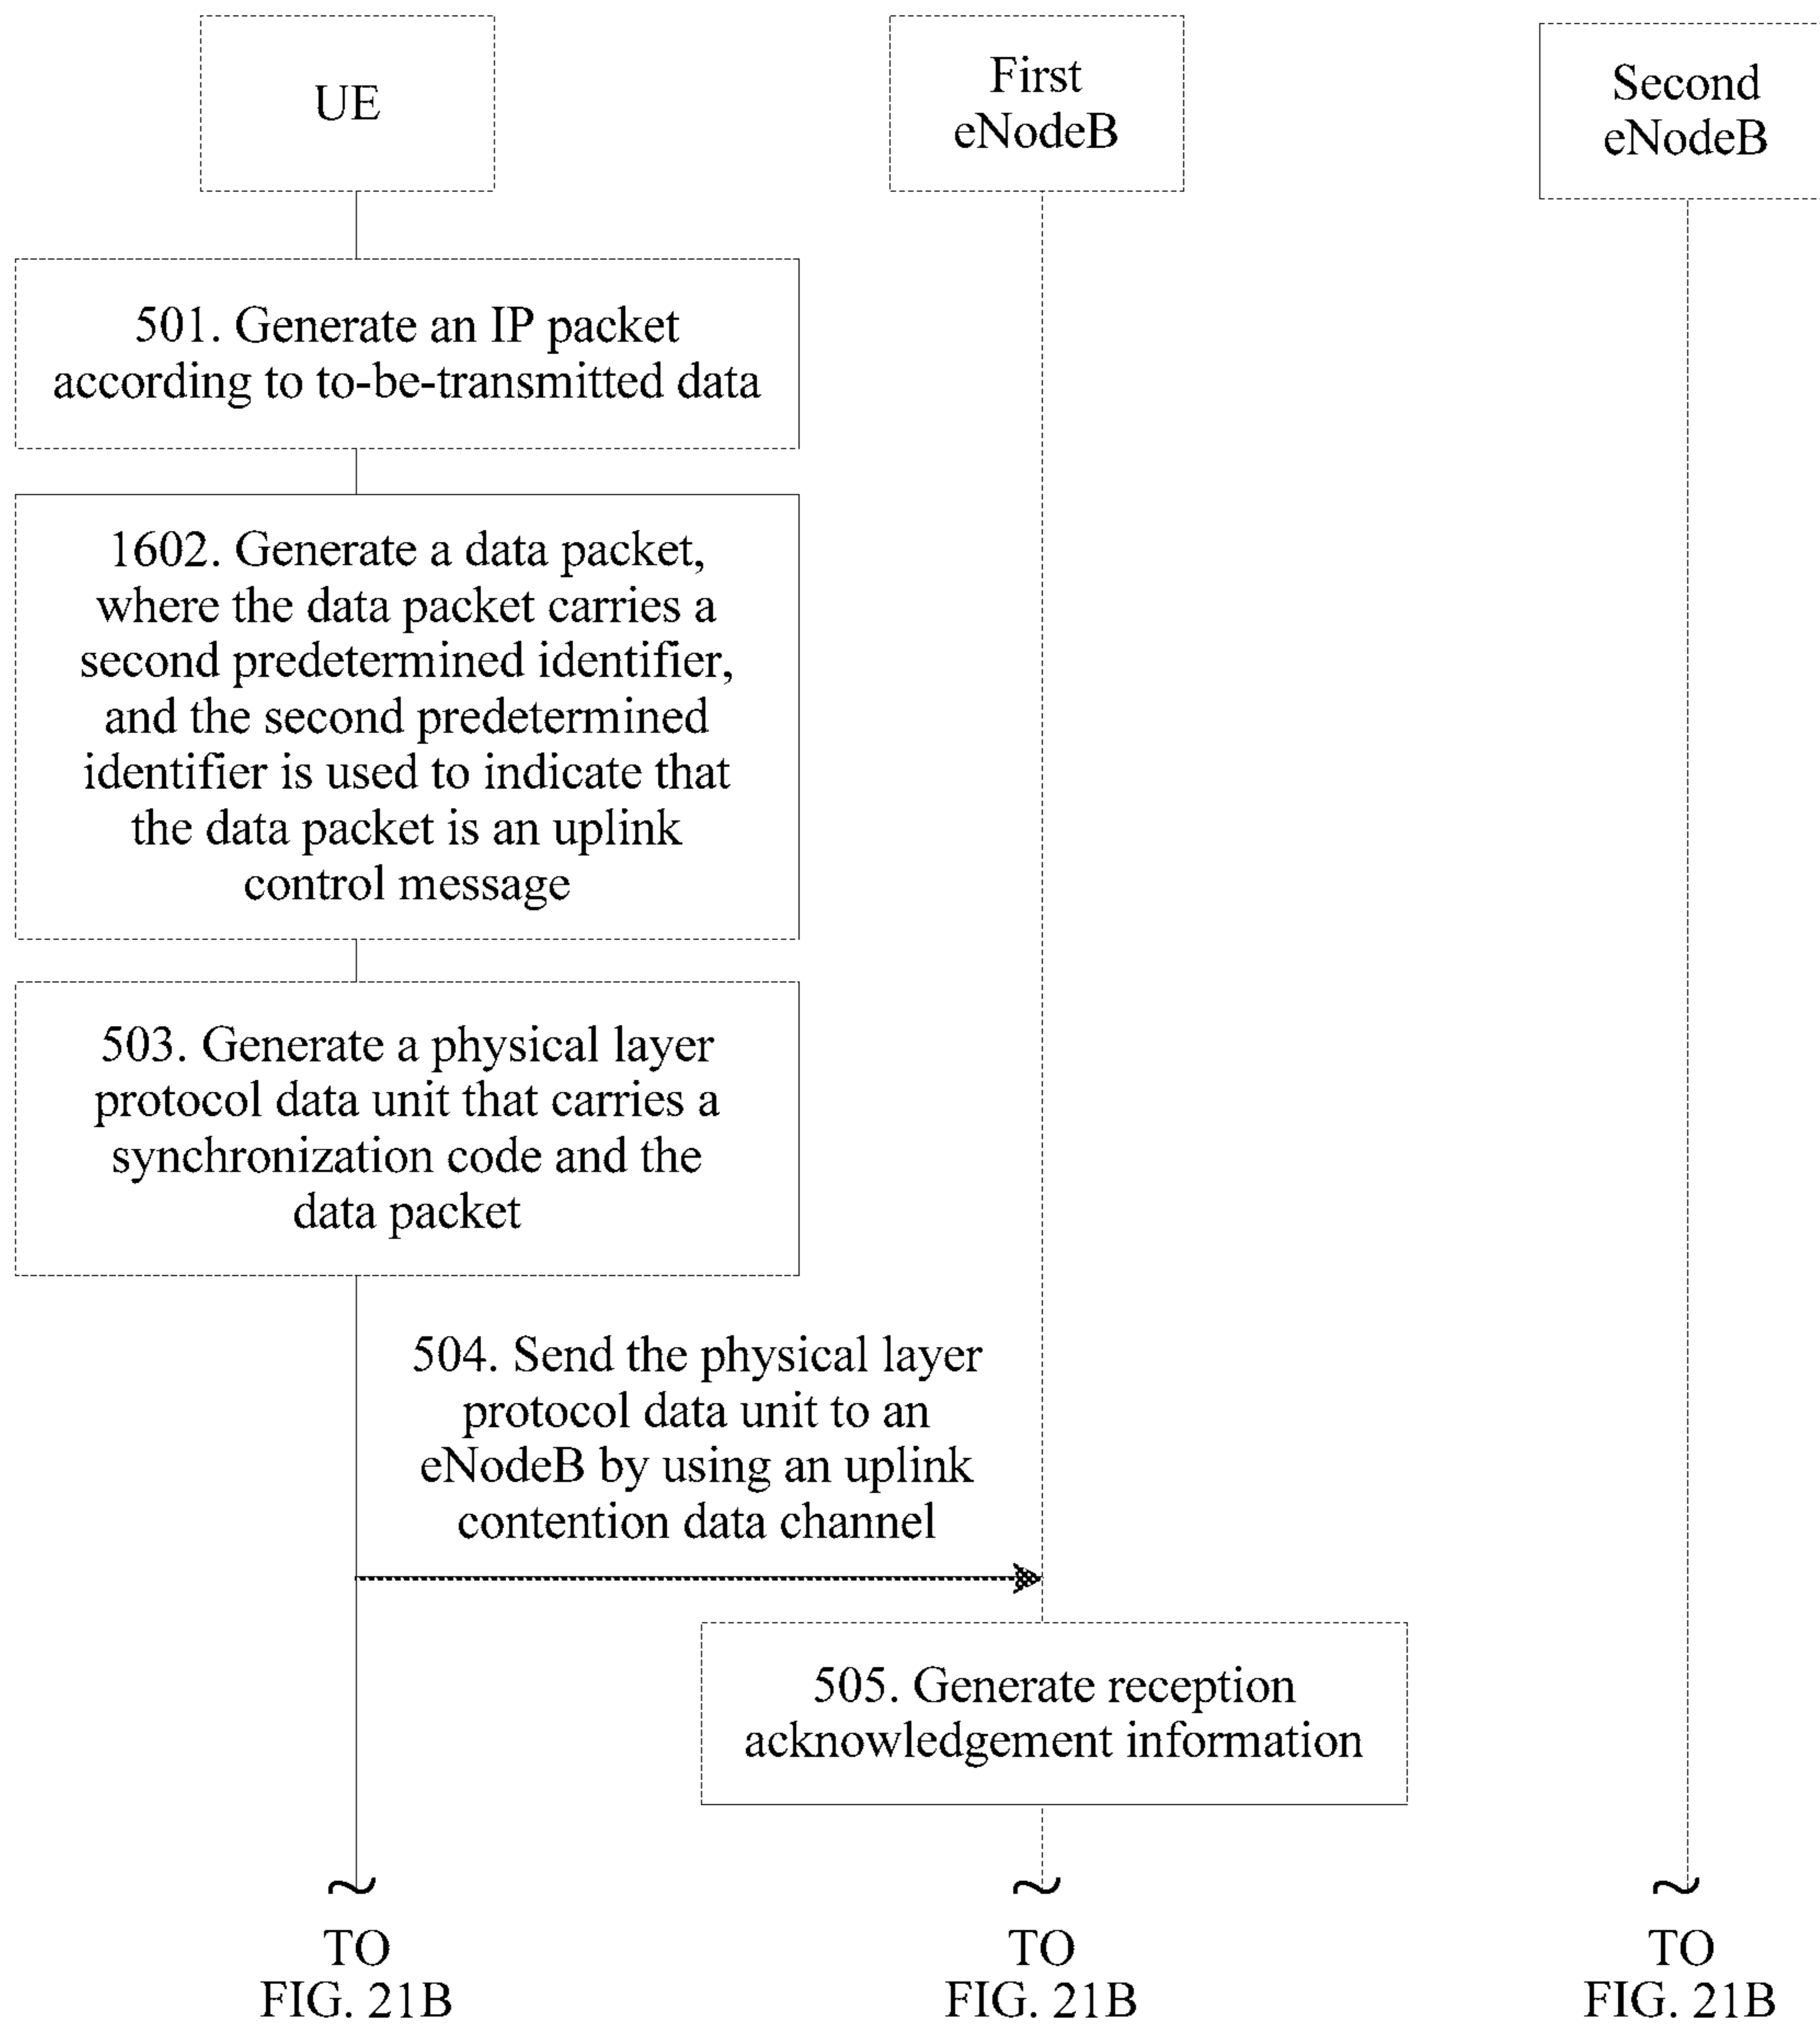 UE
First
eNodeB
Second
eNodeB
501. Generate an IP packet
according to to-be-transmitted data
1602. Generate a data packet,
where the data packet carries a
second predetermined identifier,
and the second predetermined
identifier is used to indicate that
the data packet is an uplink
control message
503. Generate a physical layer
protocol data unit that carries a
synchronization code and the
data packet
504. Send the physical layer
protocol data unit to an
eNodeB by using an uplink
contention data channel
505. Generate reception
acknowledgement information
TO
FIG. 21B
TO
FIG. 21B
TO
FIG. 21B